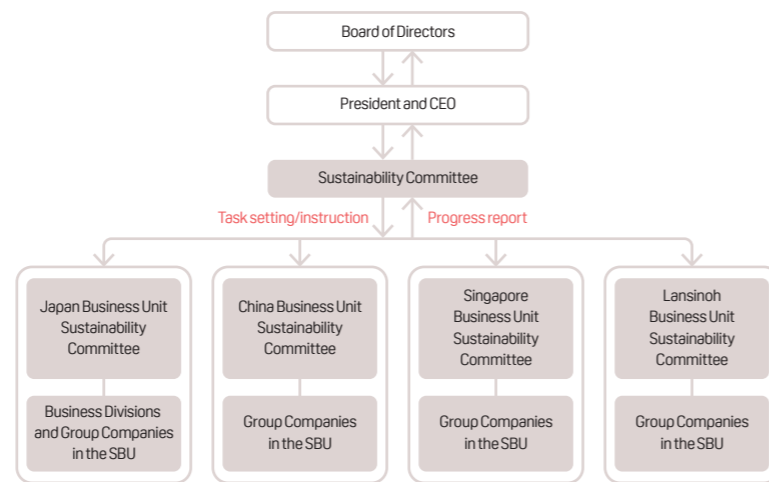 Board of Directors
President and CEO
Sustainability Committee
Task setting/instruction
Progress report
Japan Business Unit
Sustainability
Committee
China Business Unit
Sustainability
Committee
Singapore
Business Unit
Sustainability
Committee
Lansinoh
Business Unit
Sustainability
Committee
Business Divisions
and Group Companies
in the SBU
Group Companies
in the SBU
Group Companies
in the SBU
Group Companies
in the SBU